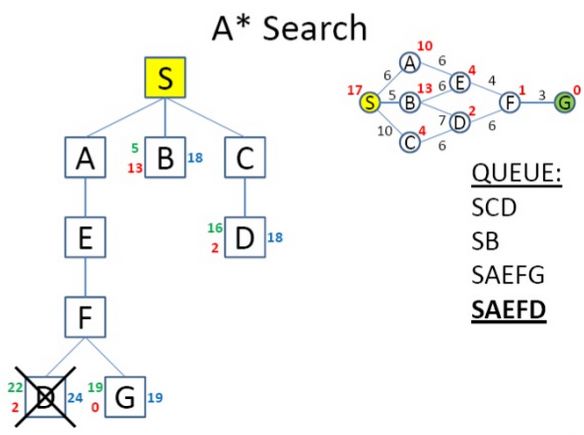 A* Search
S
A
5
13
B
18
C
E
16
2
D
18
F
22
2
D
24
19
0
G
19
17
S
6
5
10
A
10
6
B
13
6
7
C
4
6
E
4
4
D
2
6
F
1
3
G
0
QUEUE:
SCD
SB
SAEFG
SAEFD